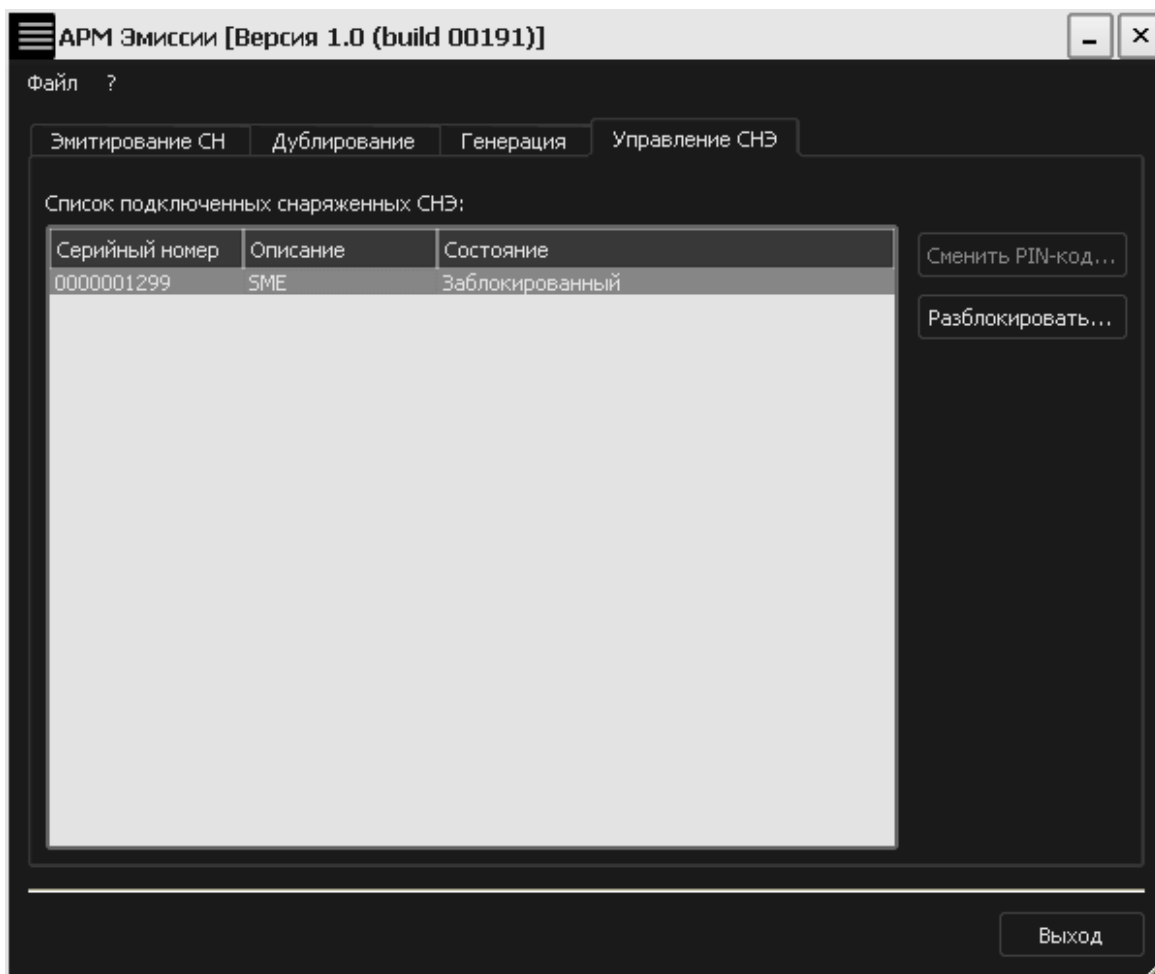 АРМ Эмиссии [Версия 1.0 (build 00191)]
Файл ?
Эмитирование СН Дублирование Генерация Управление СНЭ
Список подключенных снаряженных СНЭ:
Серийный номер Описание Состояние
Сменить PIN-код...
0000001299 SME Заблокированный
Разблокировать...
Выход